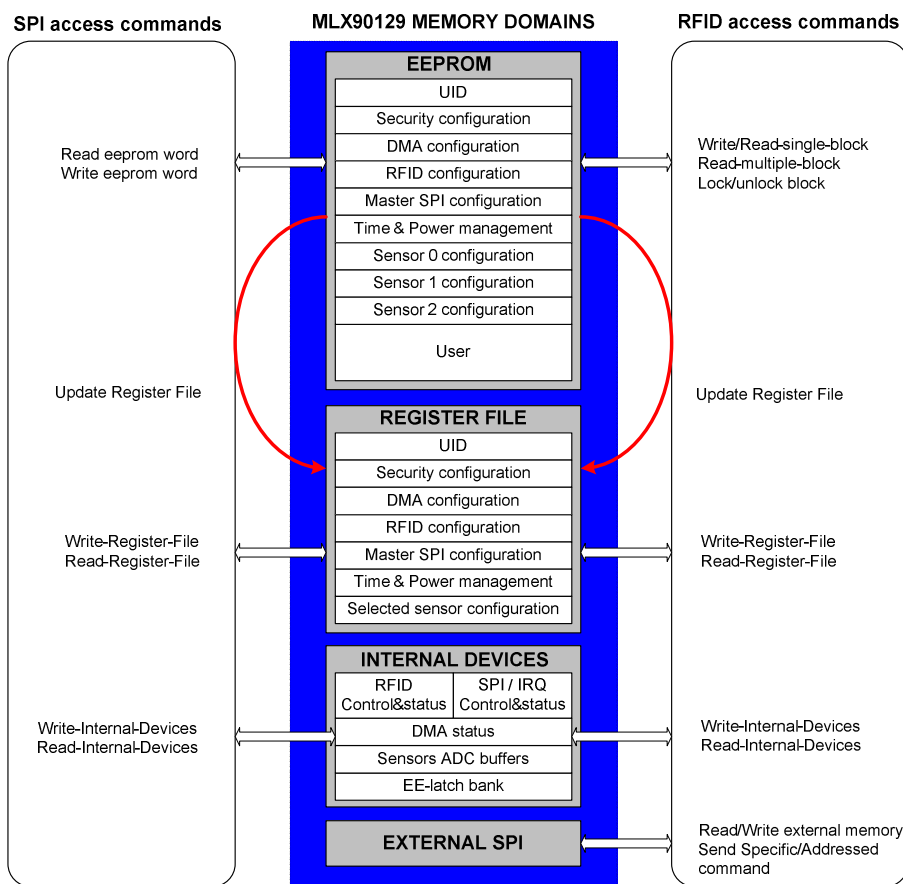 SPI access commands
MLX90129 MEMORY DOMAINS
RFID access commands
EEPROM
UID
Security configuration
DMA configuration
RFID configuration
Master SPI configuration
Time & Power management
Sensor 0 configuration
Sensor 1 configuration
Sensor 2 configuration
User
Read eeprom word
Write eeprom word
Write/Read-single-block
Read-multiple-block
Lock/unlock block
Update Register File
Update Register File
REGISTER FILE
UID
Security configuration
DMA configuration
RFID configuration
Master SPI configuration
Time & Power management
Selected sensor configuration
Write-Register-File
Read-Register-File
Write-Register-File
Read-Register-File
INTERNAL DEVICES
RFID
Control&status
SPI / IRQ
Control&status
DMA status
Sensors ADC buffers
EE-latch bank
Write-Internal-Devices
Read-Internal-Devices
Write-Internal-Devices
Read-Internal-Devices
EXTERNAL SPI
Read/Write external memory
Send Specific/Addressed
command